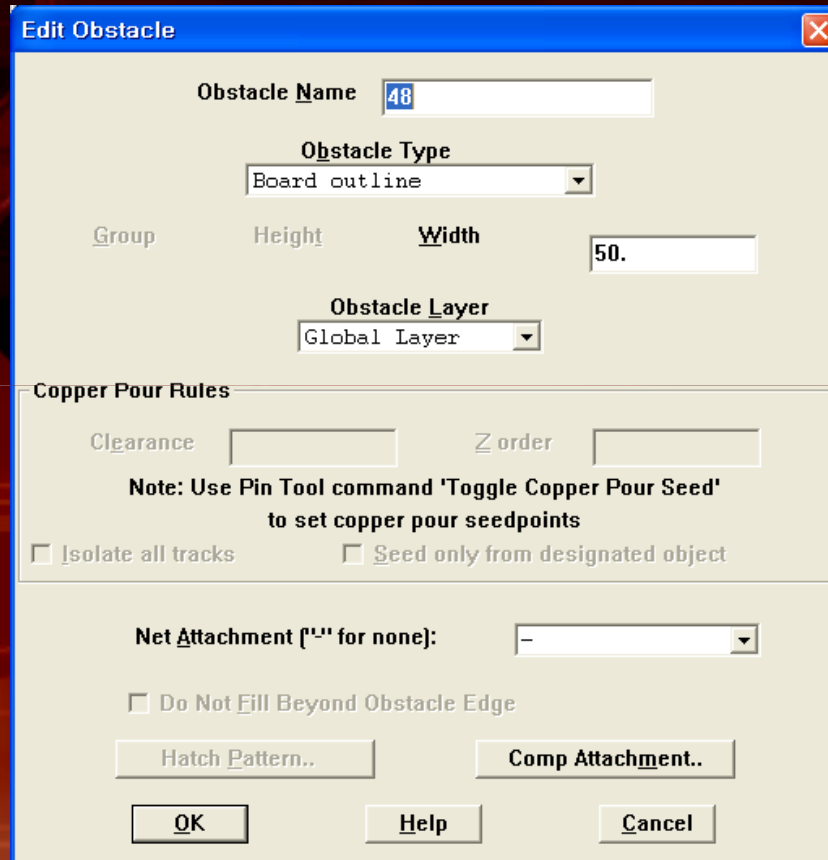 Edit Obstacle
Obstacle Name 48
Obstacle Type
Board outline
Group Height Width 50.
Obstacle Layer
Global Layer
Copper Pour Rules
Clearance Z order
Note: Use Pin Tool command 'Toggle Copper Pour Seed'
to set copper pour seedpoints
Isolate all tracks Seed only from designated object
Net Attachment ("-" for none): -
Do Not Fill Beyond Obstacle Edge
Hatch Pattern.. Comp Attachment..
OK Help Cancel